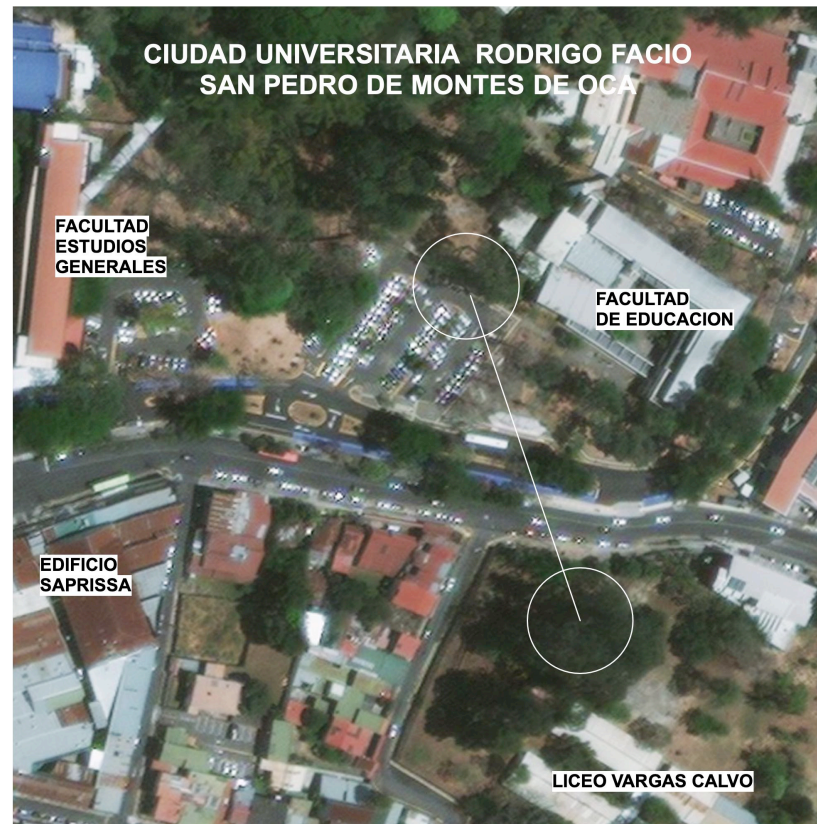 CIUDAD UNIVERSITARIA RODRIGO FACIO
SAN PEDRO DE MONTES DE OCA
FACULTAD
ESTUDIOS
GENERALES
FACULTAD
DE EDUCACION
EDIFICIO
SAPRISSA
LICEO VARGAS CALVO